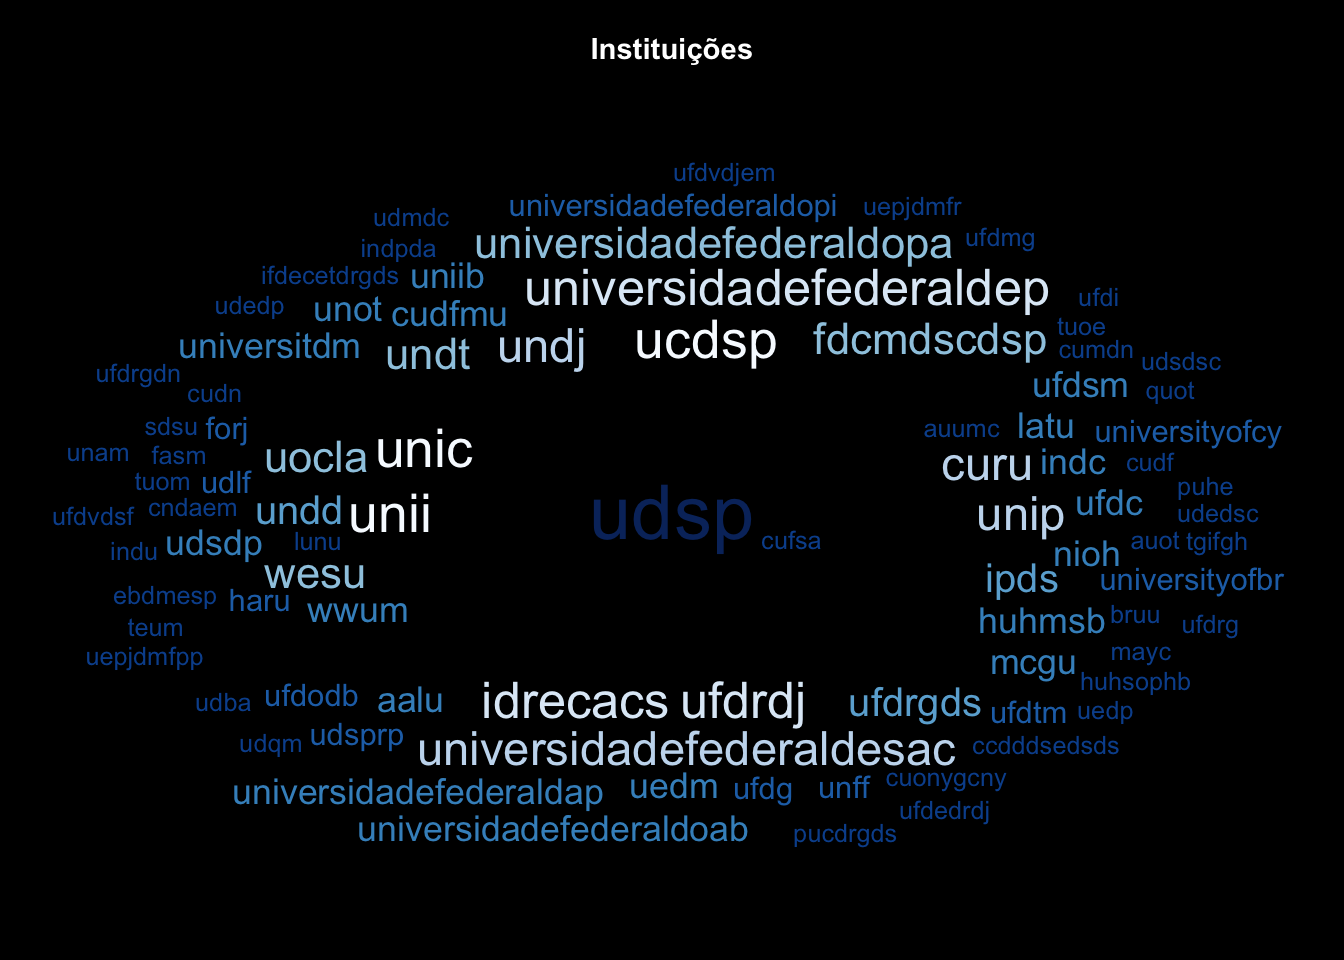 Instituições
ufdvdjem
universidadefederaldopi uepjdmfr
udmdc
universidadefederaldopa ufdmg
indpda
ifdecetdrgds uniib
universidadefederaldep ufdi
udedp unot cudfmu
tuoe
universitdm undt undj ucdsp fdcmdscdsp cumdn
udsdsc
ufdrgdn
cudn
ufdsm quot
sdsu forj
auumc latu universityofcy
unam fasm uocla unic
curu indc cudf
tuom udlf
puhe
ufdvdsf cndaem undd unii udsp unip ufdc udedsc
indu udsdp lunu cufsa
nioh auot tgifgh
wesu
ipds universityofbr
ebdmesp haru wwum
huhmsb bruu ufdrg
teum
uepjdmfpp
mcgu mayc
huhsophb
udba ufdodb aalu idrecacs ufdrdj ufdrgds ufdtm uedp
udqm udsprp universidadefederaldesac ccdddsedsds
universidadefederaldap uedm ufdg unff cuonygcny
ufdedrdj
universidadefederaldoab pucdrgds